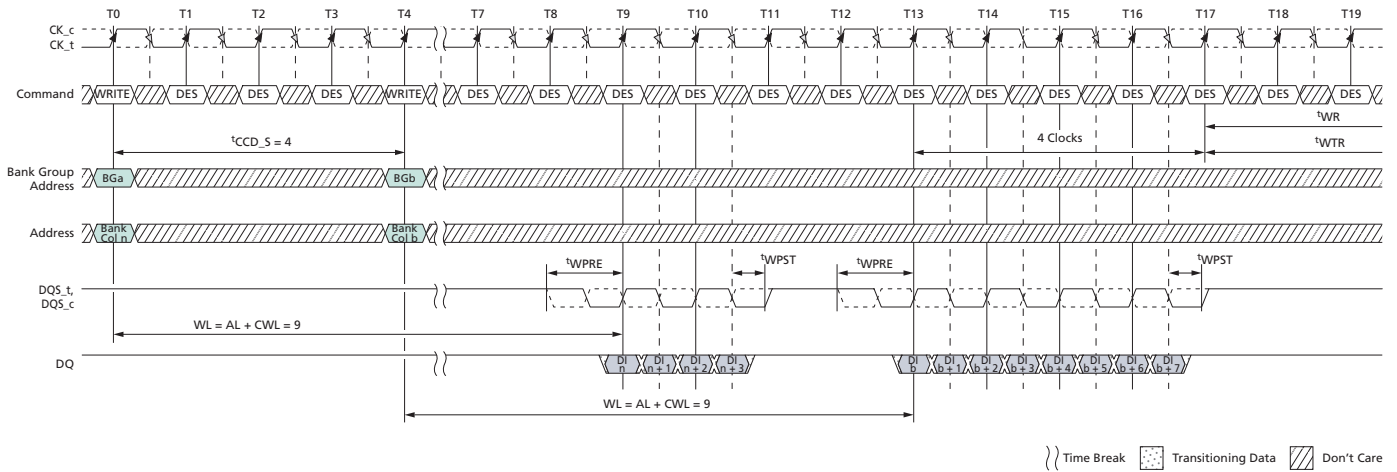 T0 T1 T2 T3 T4 T7 T8 T9 T10 T11 T12 T13 T14 T15 T16 T17 T18 T19
CK_c
CK_t
Command WRITE DES DES DES WRITE DES DES DES DES DES DES DES DES DES DES DES DES DES
tWR
tCCD_S = 4 4 Clocks
tWTR
Bank Group
Address BGa BGb
Address Bank Col n Bank Col b
tWPRE tWPST tWPRE tWPST
DQS_t,
DQS_c
WL = AL + CWL = 9
DQ DI n DI n + 1 DI n + 2 DI n + 3 DI b DI b + 1 DI b + 2 DI b + 3 DI b + 4 DI b + 5 DI b + 6 DI b + 7
WL = AL + CWL = 9
Time Break Transitioning Data Don't Care